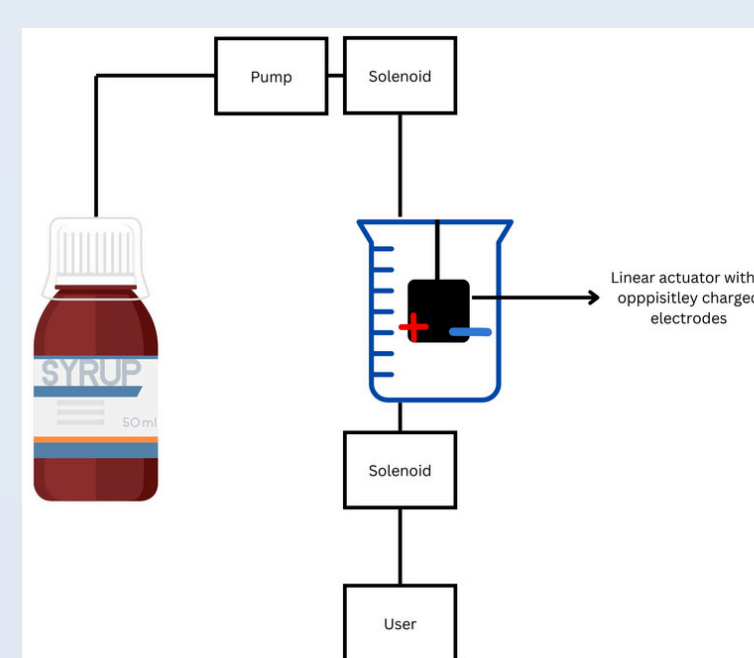 Pump
Solenoid
Linear actuator with
opppisitley charged
electrodes
SYRUP
50ml
Solenoid
User